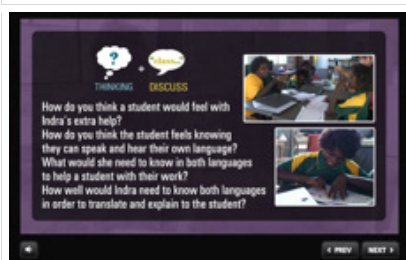 ?
THINKING + DISCUSS
How do you think a student would feel with
Indra's extra help?
How do you think the student feels knowing
they can speak and hear their own language?
What would she need to know in both languages
to help a student with their work?
How well would Indra need to know both languages
in order to translate and explain to the student?
‹ PREV NEXT ›